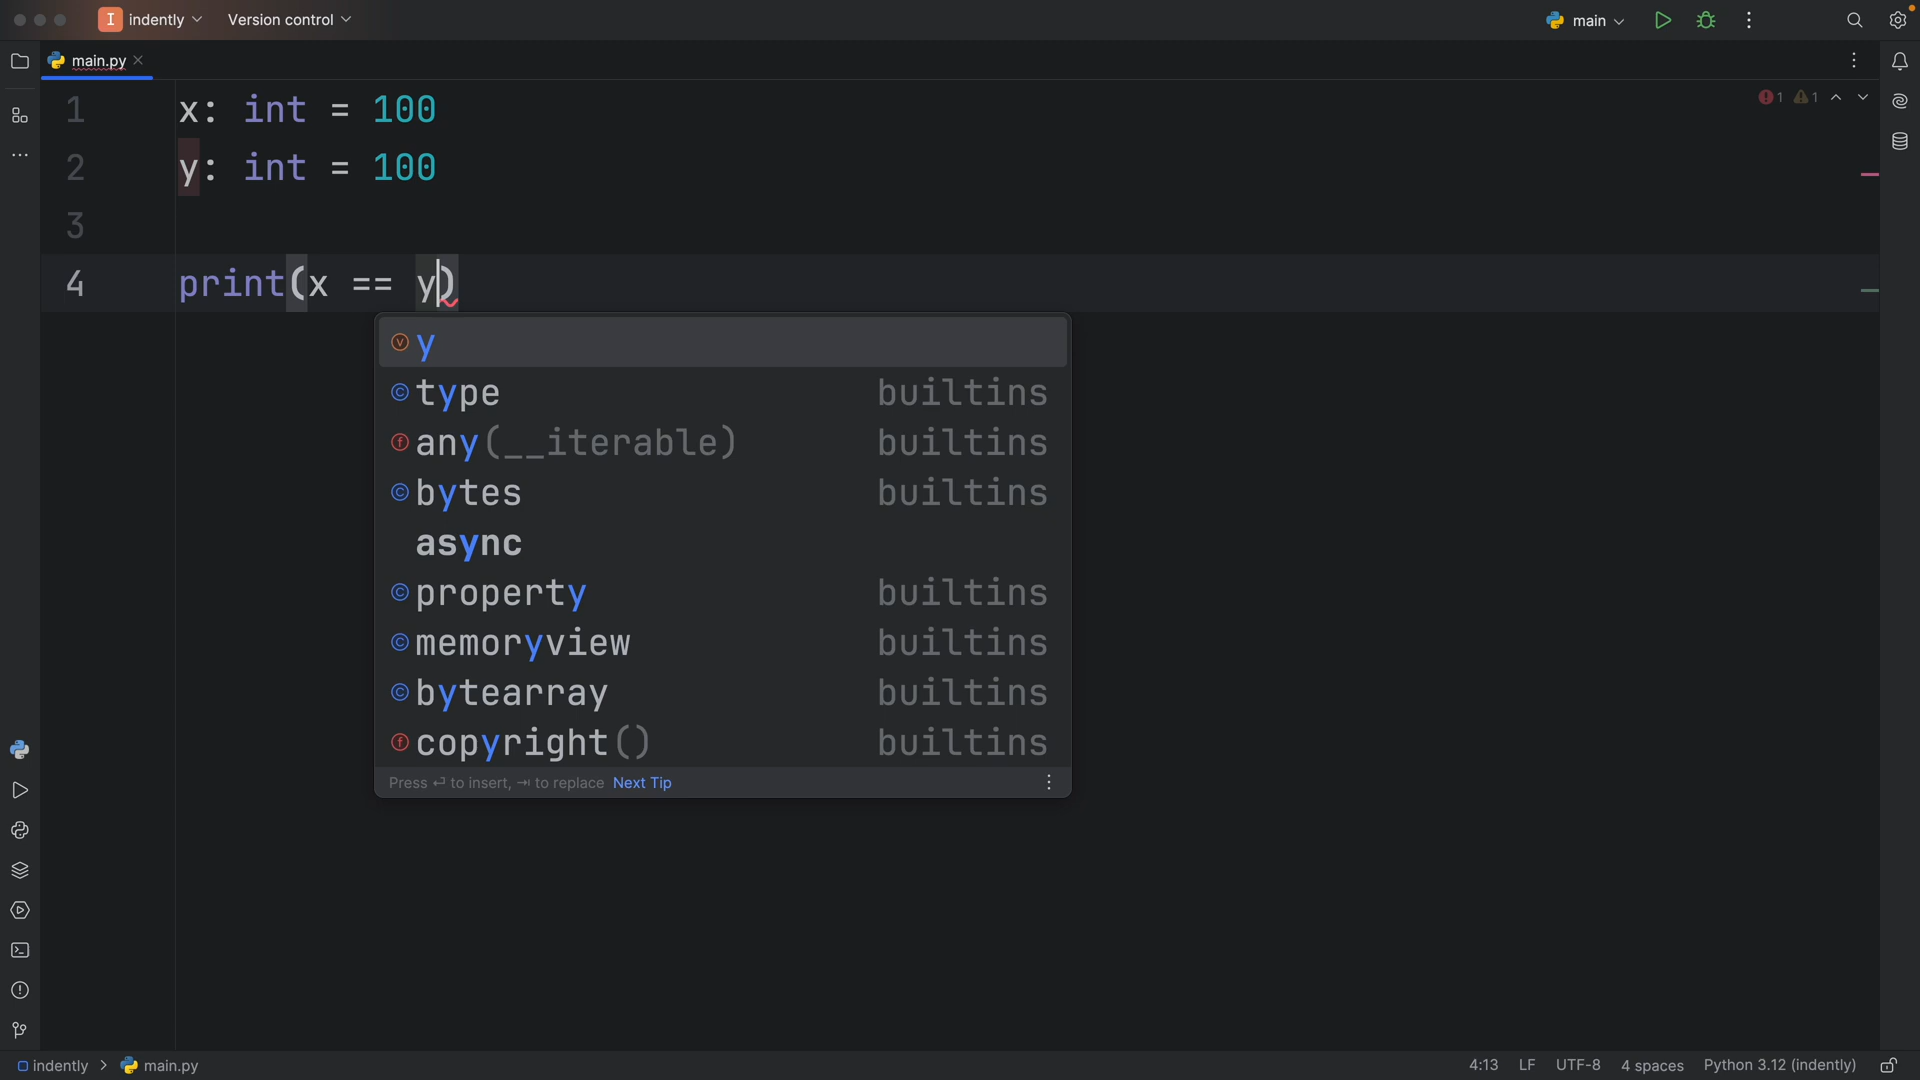 I indently Version control main
main.py
1 x: int = 100
2 y: int = 100
3
4 print(x == y)
1 1
y
type builtins
any(__iterable) builtins
bytes builtins
async
property builtins
memoryview builtins
bytearray builtins
copyright() builtins
Press ⏎ to insert, ⇥ to replace Next Tip
indently > main.py 4:13 LF UTF-8 4 spaces Python 3.12 (indently)